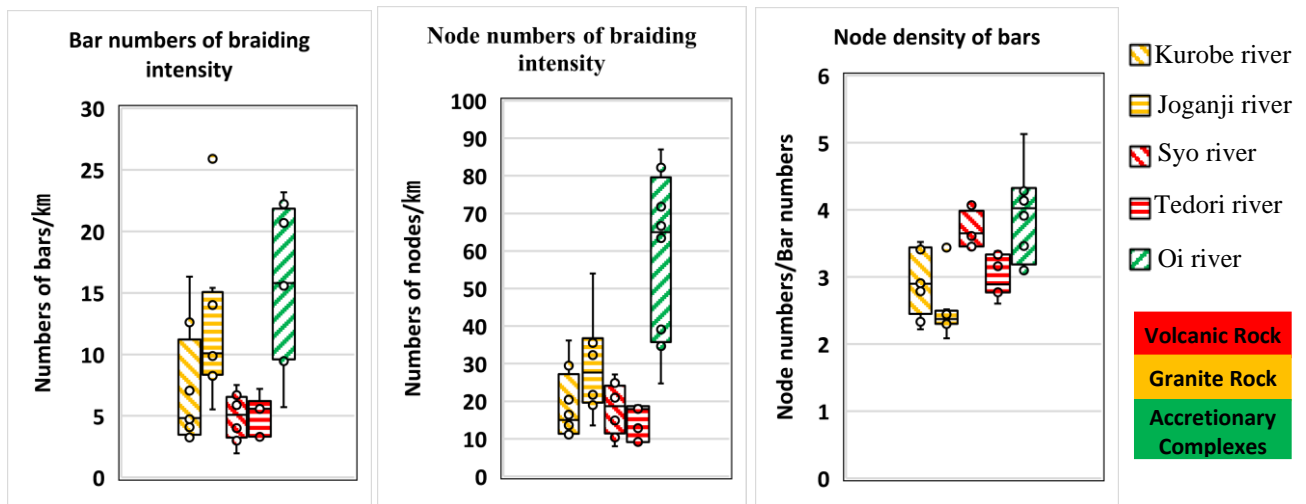 Bar numbers of braiding
intensity
Numbers of bars/㎞
30
25
20
15
10
5
0
Node numbers of braiding
intensity
Numbers of nodes/㎞
100
90
80
70
60
50
40
30
20
10
0
Node density of bars
Node numbers/Bar numbers
6
5
4
3
2
1
0
Kurobe river
Joganji river
Syo river
Tedori river
Oi river
Volcanic Rock
Granite Rock
Accretionary
Complexes